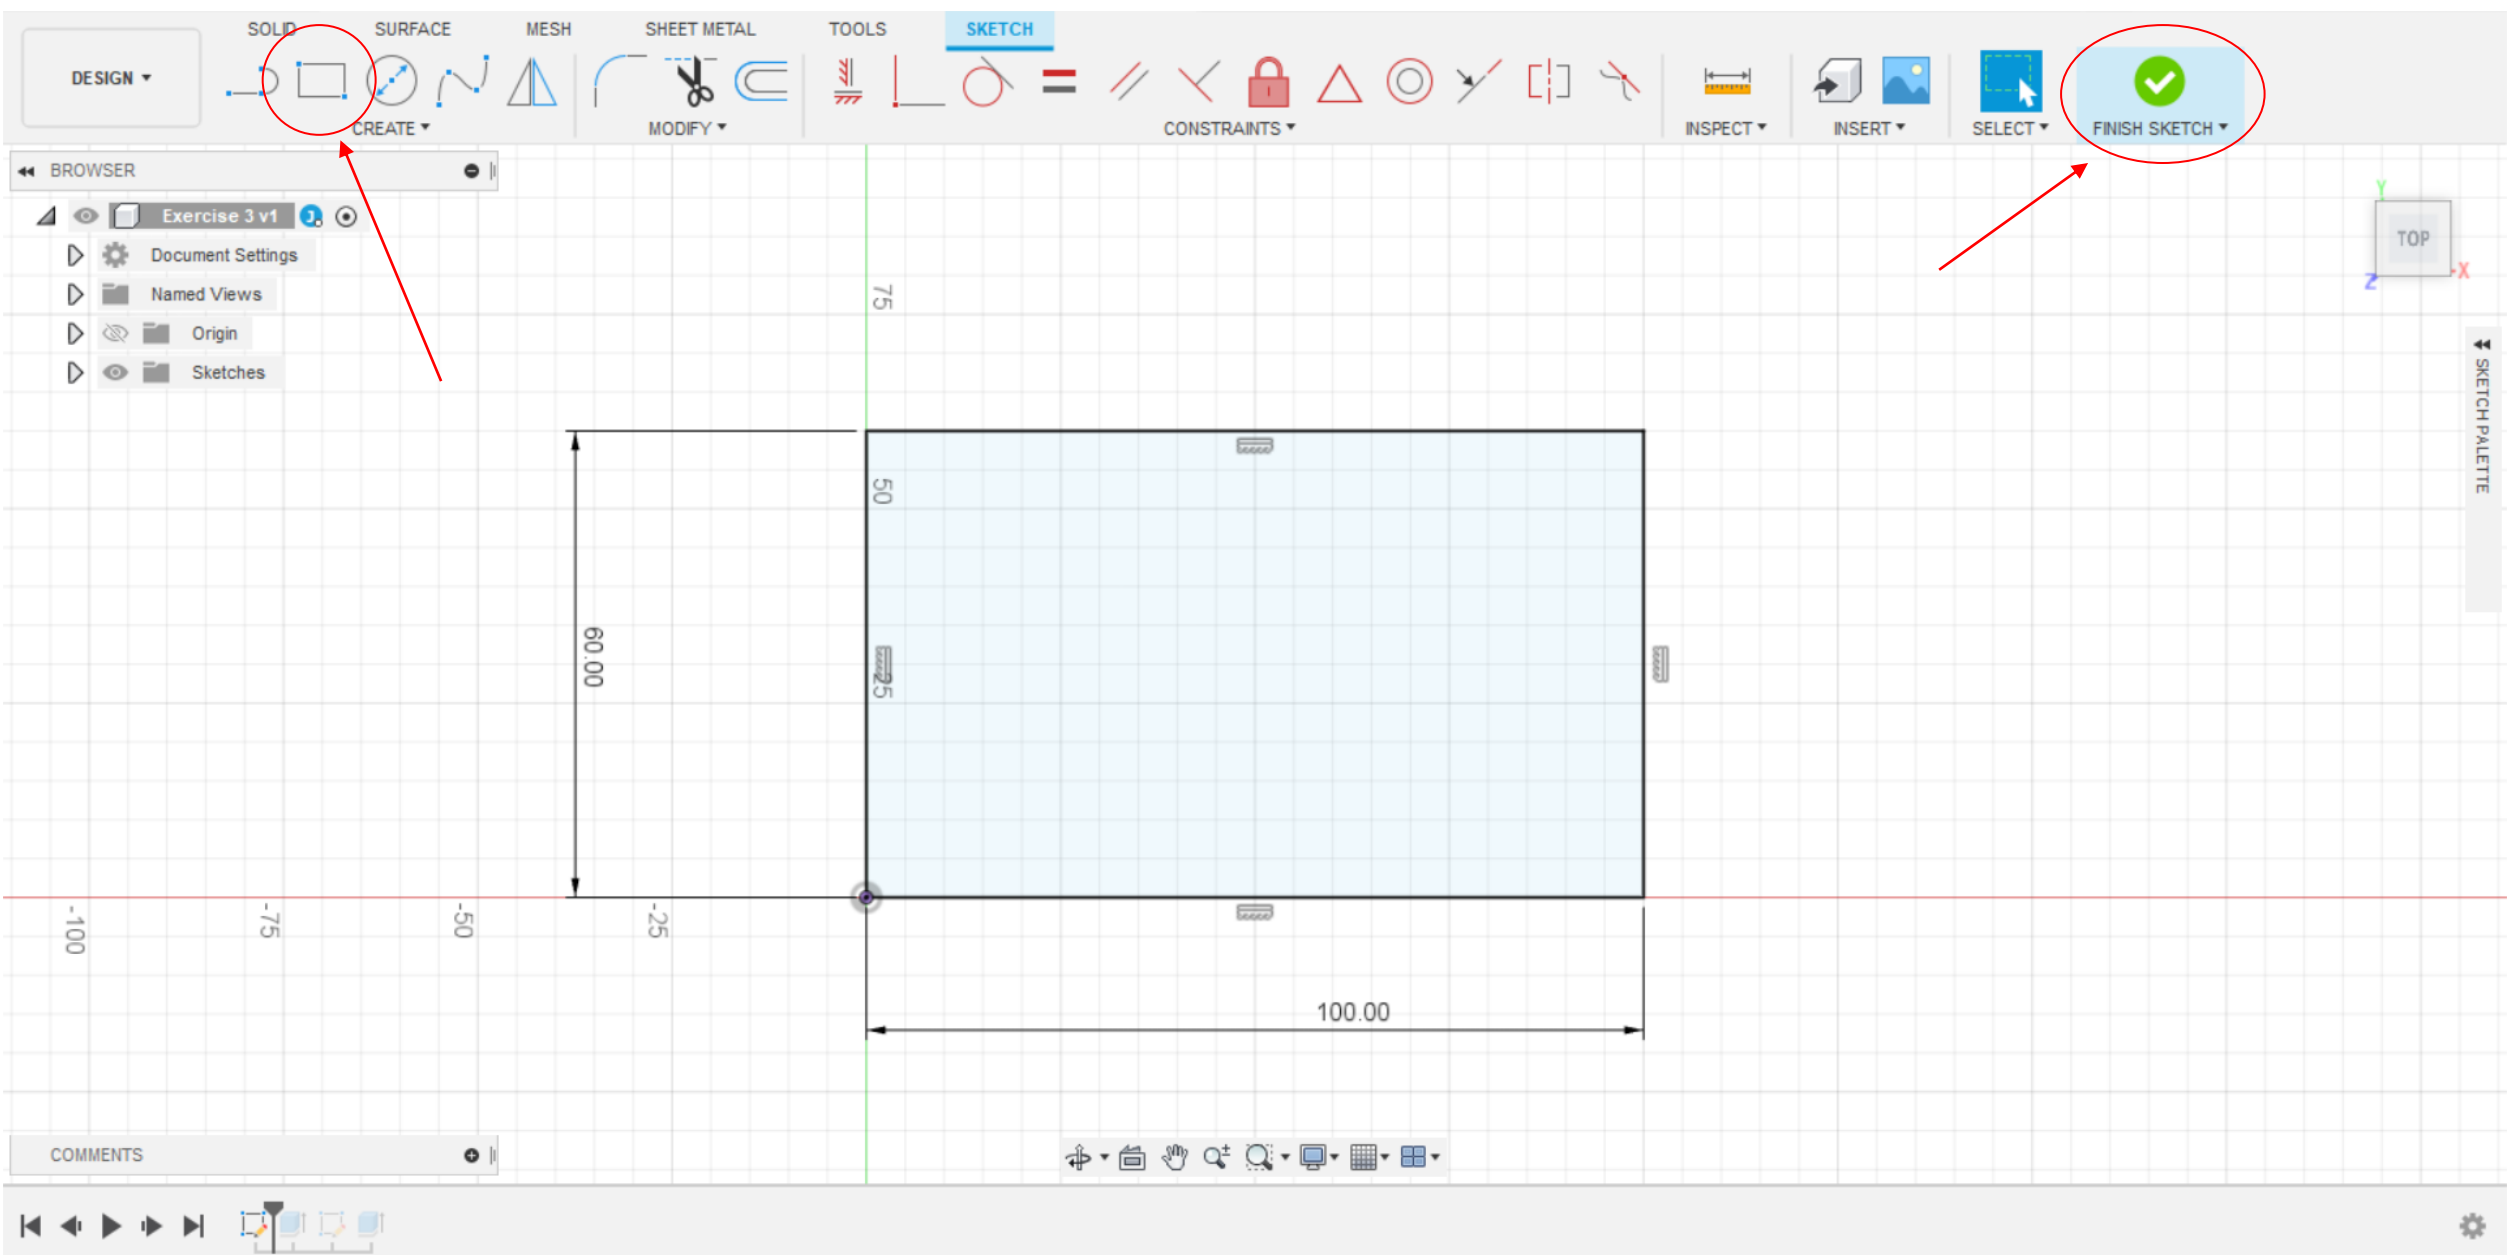 SOLID SURFACE MESH SHEET METAL TOOLS SKETCH
DESIGN
CREATE MODIFY CONSTRAINTS INSPECT INSERT SELECT FINISH SKETCH
BROWSER
Exercise 3 v1 J
Document Settings
Named Views
Origin
Sketches
Y
TOP
X
Z
SKETCH PALETTE
75
50
25
60.00
-100 -75 -50 -25
100.00
COMMENTS